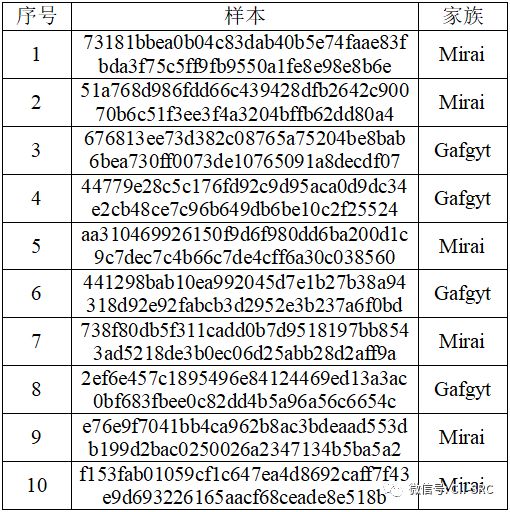 序号 样本 家族
1 73181bbea0b04c83dab40b5e74faae83f Mirai
bda3f75c5ff9fb9550a1fe8e98e8b6e
2 51a768d986fdd66c439428dfb2642c900 Mirai
70b6c51f3ee3f4a3204bffb62dd80a4
3 676813ee73d382c08765a75204be8bab Gafgyt
6bea730ff0073de10765091a8decdf07
4 44779e28c5c176fd92c9d95aca0d9dc34 Gafgyt
e2cb48ce7c96b649db6be10c2f25524
5 aa310469926150f9d6f980dd6ba200d1c Mirai
9c7dec7c4b66c7de4cff6a30c038560
6 441298bab10ea992045d7e1b27b38a94 Gafgyt
318d92e92fabcb3d2952e3b237a6f0bd
7 738f80db5f311cadd0b7d9518197bb854 Mirai
3ad5218de3b0ec06d25abb28d2aff9a
8 2ef6e457c1895496e84124469ed13a3ac Gafgyt
0bf683fbee0c82dd4b5a96a56c6654c
9 e76e9f7041bb4ca962b8ac3bdeaad553d Mirai
b199d2bac0250026a2347134b5ba5a2
10 f153fab01059cf1c647ea4d8692caff7f43 Mirai
e9d693226165aacf68ceade8e518b
微信号: